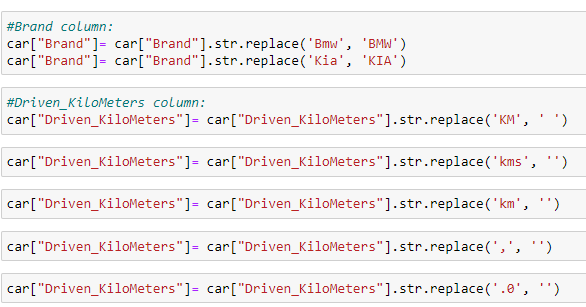 #Brand column:
car["Brand"]= car["Brand"].str.replace('Bmw', 'BMW')
car["Brand"]= car["Brand"].str.replace('Kia', 'KIA')
#Driven_KiloMeters column:
car["Driven_KiloMeters"]= car["Driven_KiloMeters"].str.replace('KM', ' ')
car["Driven_KiloMeters"]= car["Driven_KiloMeters"].str.replace('kms', '')
car["Driven_KiloMeters"]= car["Driven_KiloMeters"].str.replace('km', '')
car["Driven_KiloMeters"]= car["Driven_KiloMeters"].str.replace(',', '')
car["Driven_KiloMeters"]= car["Driven_KiloMeters"].str.replace('.0', '')